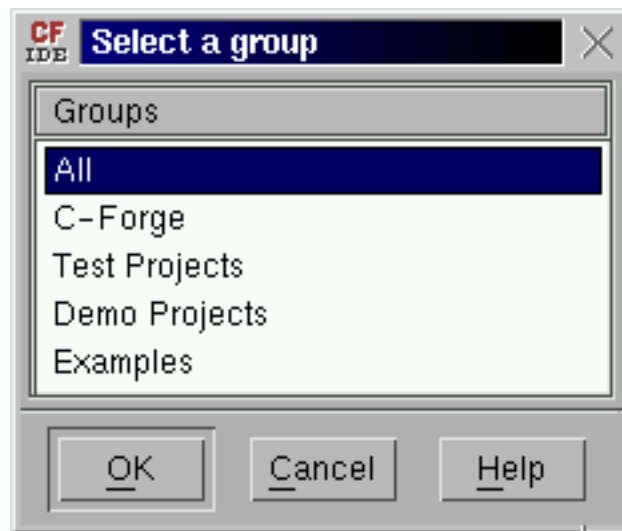 CF
IDE
Select a group
Groups
All
C-Forge
Test Projects
Demo Projects
Examples
OK Cancel Help